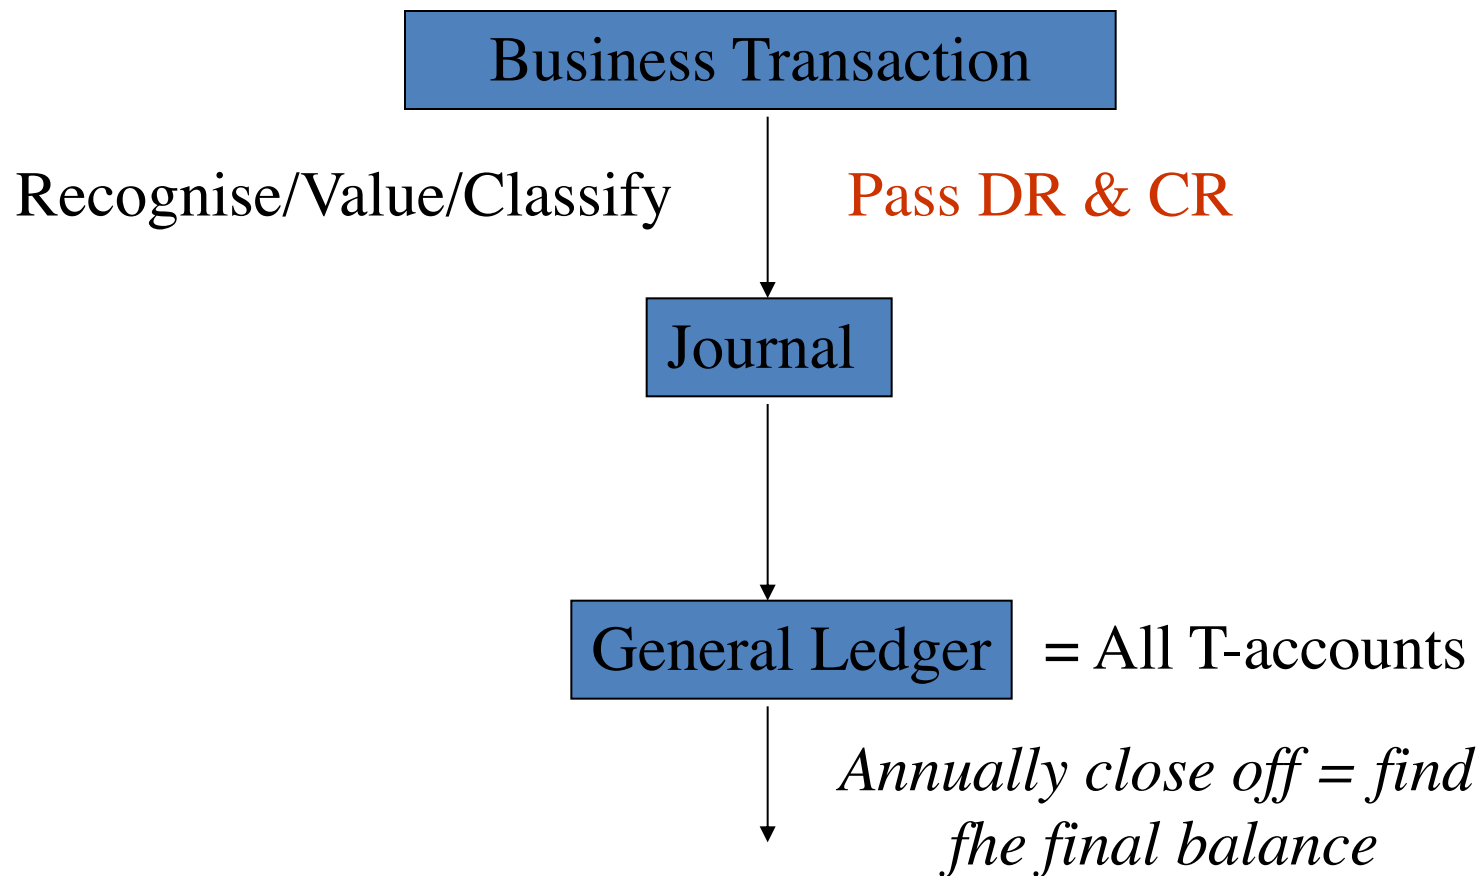 Business Transaction
Recognise/Value/Classify
Pass DR & CR
Journal
General Ledger
= All T-accounts
Annually close off = find
fhe final balance